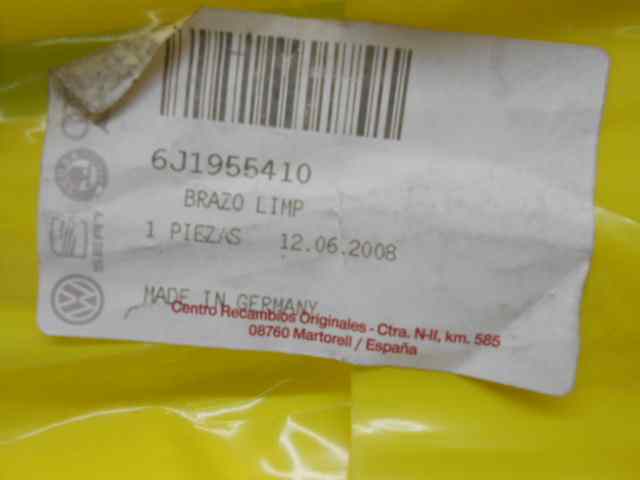 6J1955410
BRAZO LIMP
1 PIEZAS 12.06.2008
MADE IN GERMANY
Centro Recambios Originales - Ctra. N-II, km. 585
08760 Martorell / España
SEAT